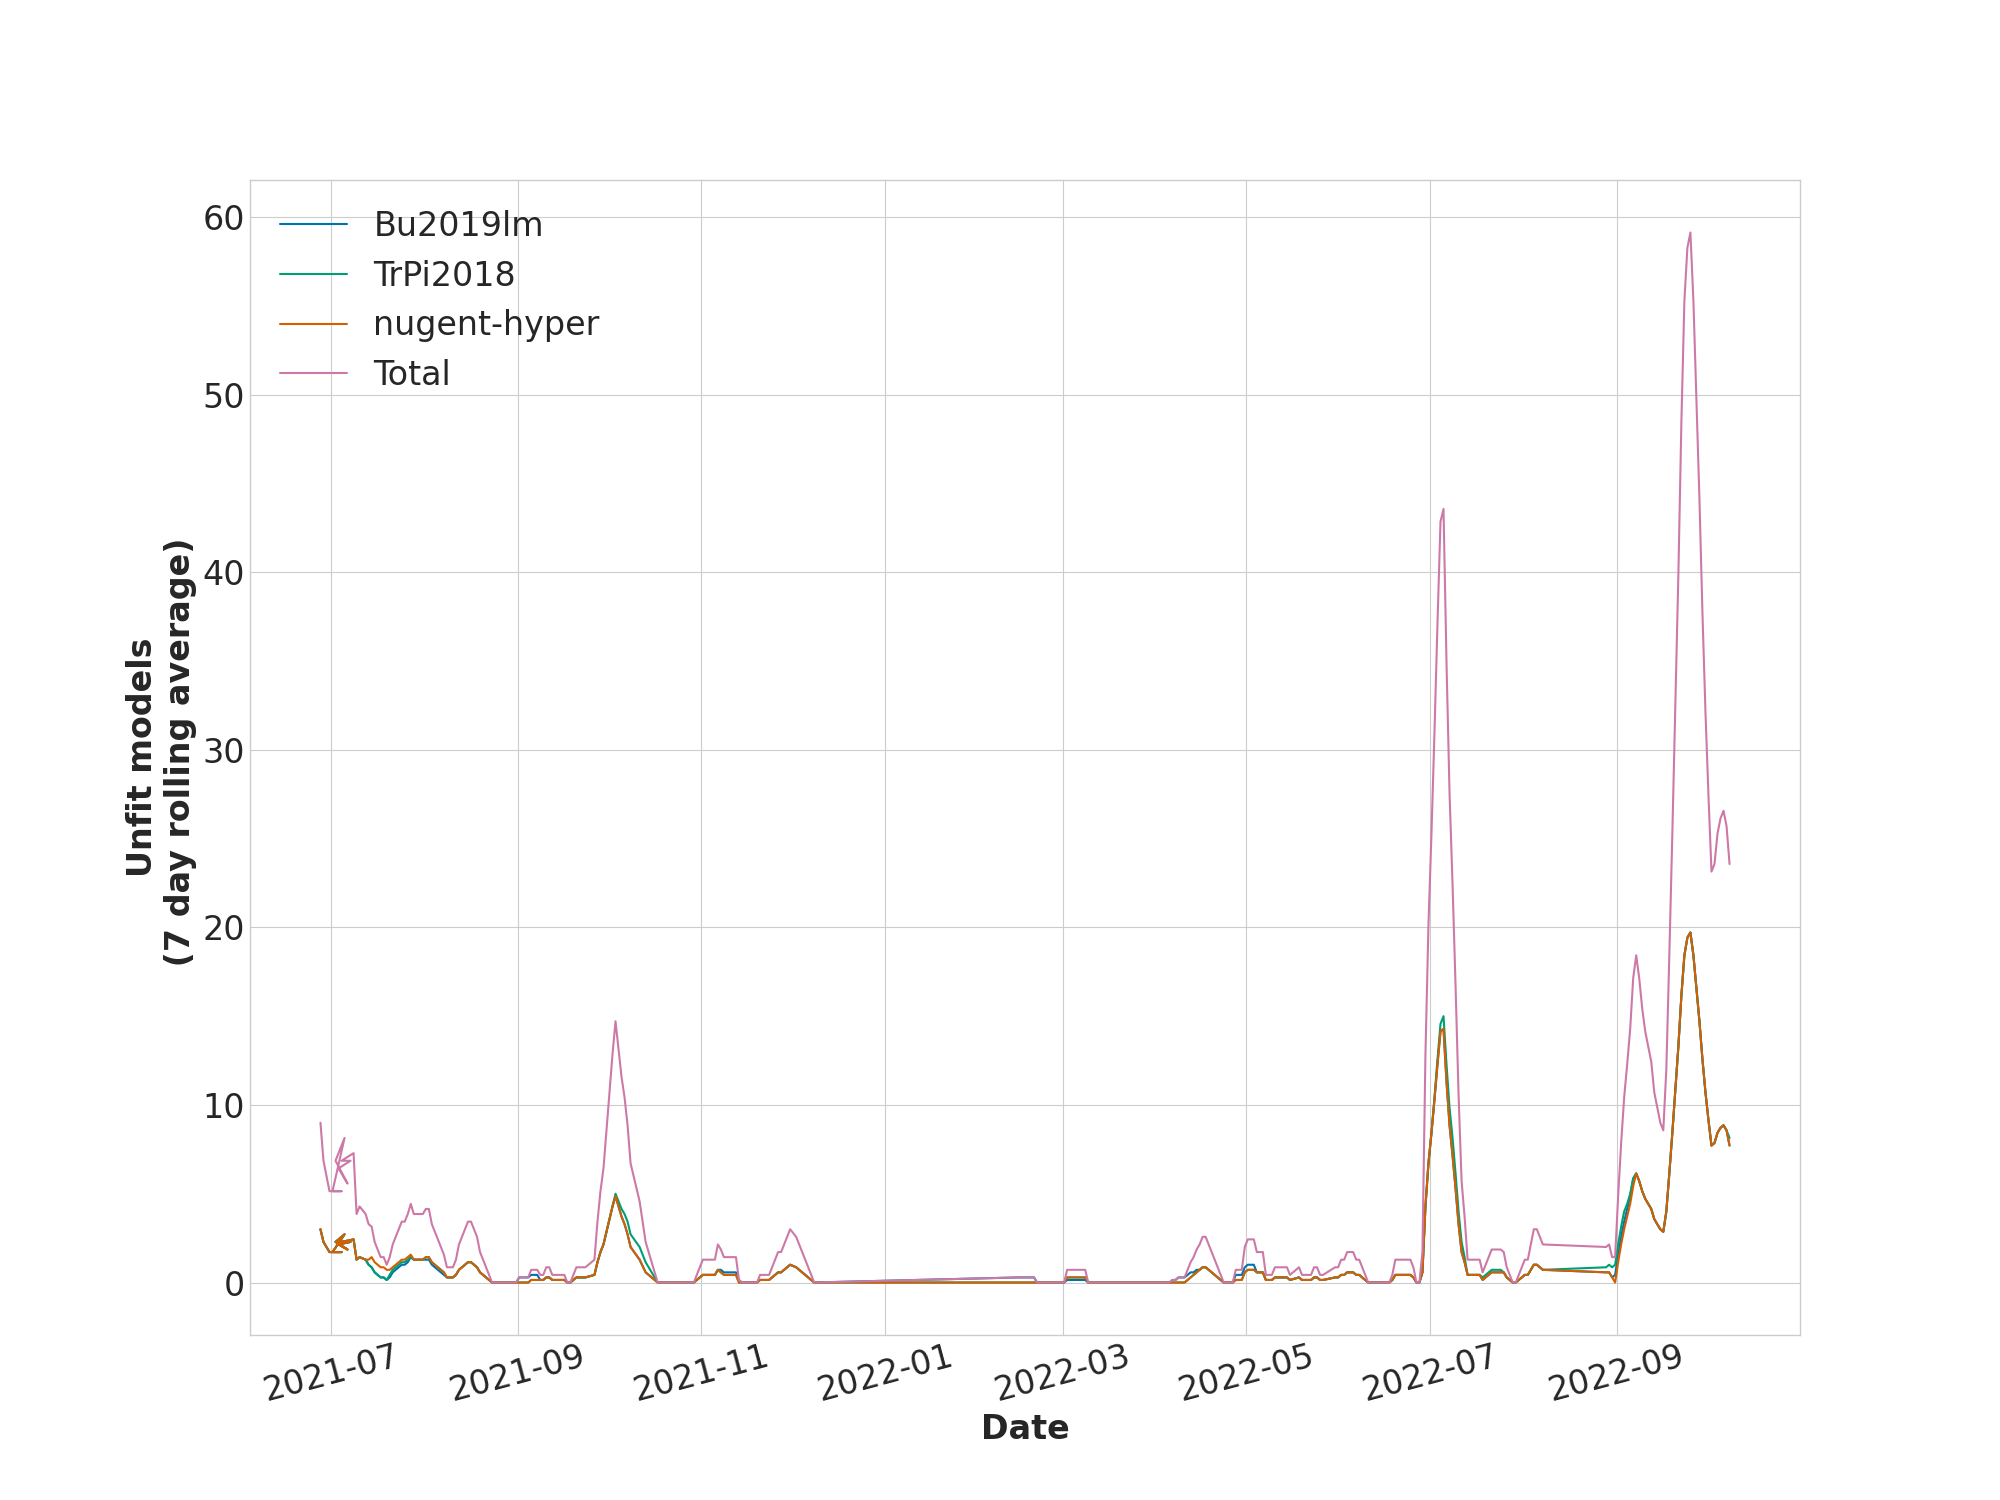 Bu2019lm
TrPi2018
nugent-hyper
Total
60
50
40
30
20
10
0
Unfit models
(7 day rolling average)
2021-07
2021-09
2021-11
2022-01
2022-03
2022-05
2022-07
2022-09
Date